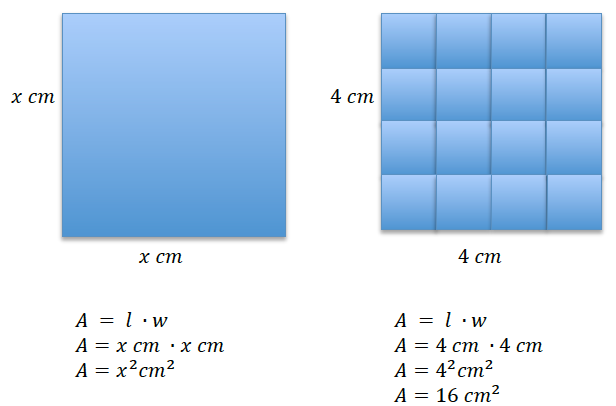 x cm
x cm
A = l · w
A = x cm · x cm
A = x²cm²
4 cm
4 cm
A = l · w
A = 4 cm · 4 cm
A = 4²cm²
A = 16 cm²